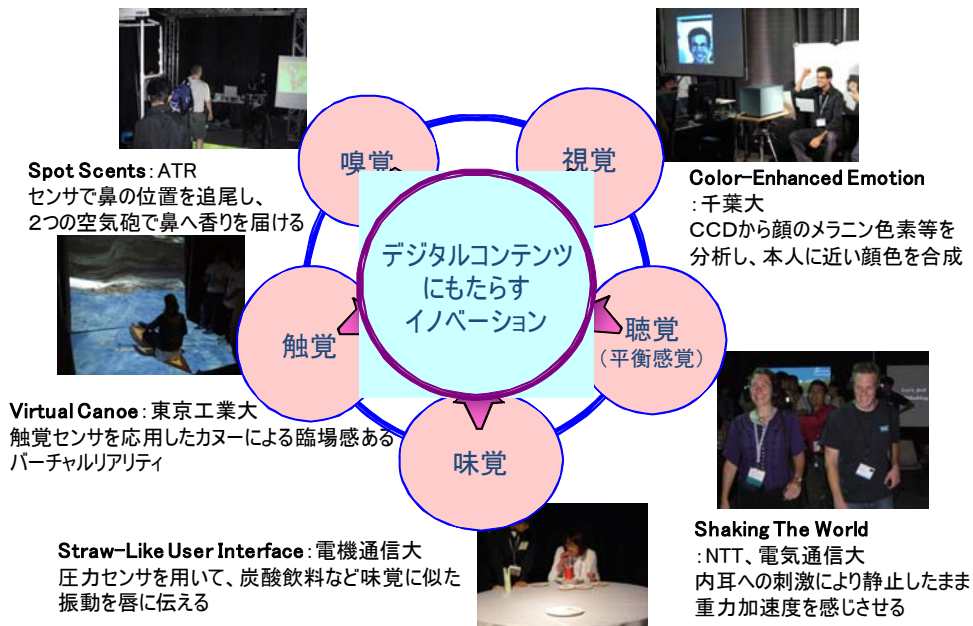 嗅覚
視覚
Spot Scents：ATR
センサで鼻の位置を追尾し、
２つの空気砲で鼻へ香りを届ける
Color-Enhanced Emotion
：千葉大
ＣＣＤから顔のメラニン色素等を
分析し、本人に近い顔色を合成
デジタルコンテンツ
にもたらす
イノベーション
触覚
聴覚
（平衡感覚）
Virtual Canoe：東京工業大
触覚センサを応用したカヌーによる臨場感ある
バーチャルリアリティ
味覚
Straw-Like User Interface：電機通信大
圧力センサを用いて、炭酸飲料など味覚に似た
振動を唇に伝える
Shaking The World
：NTT、電気通信大
内耳への刺激により静止したまま
重力加速度を感じさせる